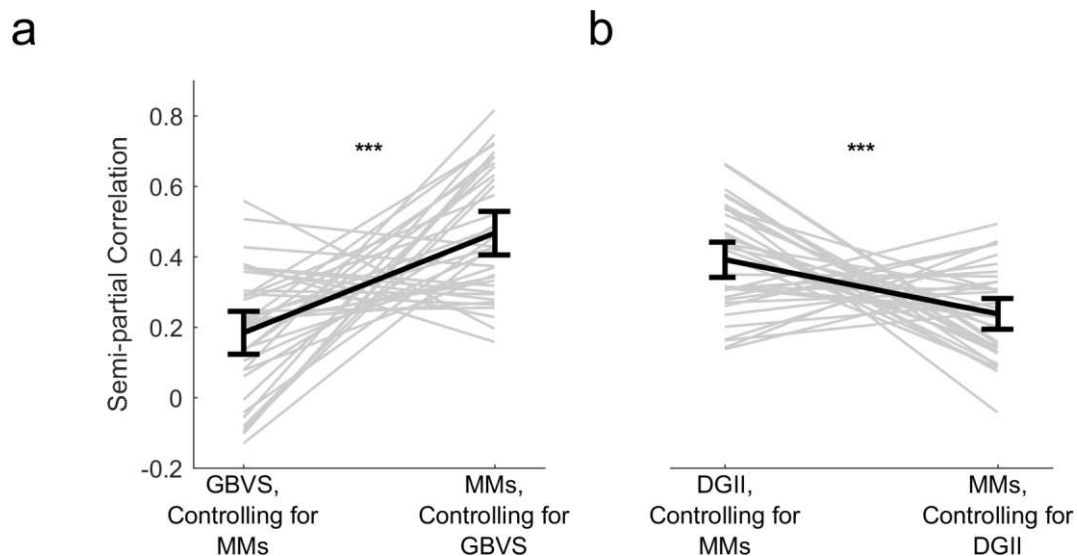 a
b
Semi-partial Correlation
0.8
0.6
0.4
0.2
0
-0.2
***
***
GBVS,
Controlling for
MMs
MMs,
Controlling for
GBVS
DGII,
Controlling for
MMs
MMs,
Controlling for
DGII